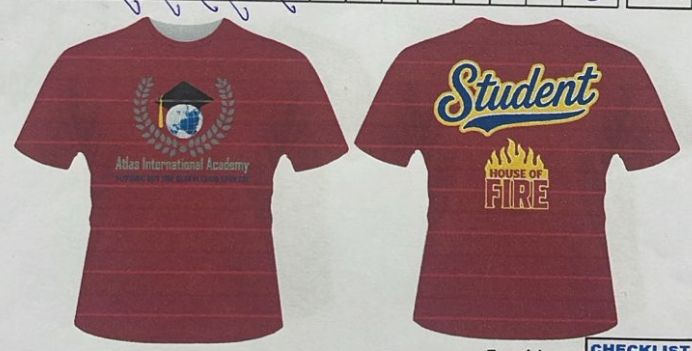 Atlas International Academy
Student
HOUSE OF
FIRE
CHECKLIST